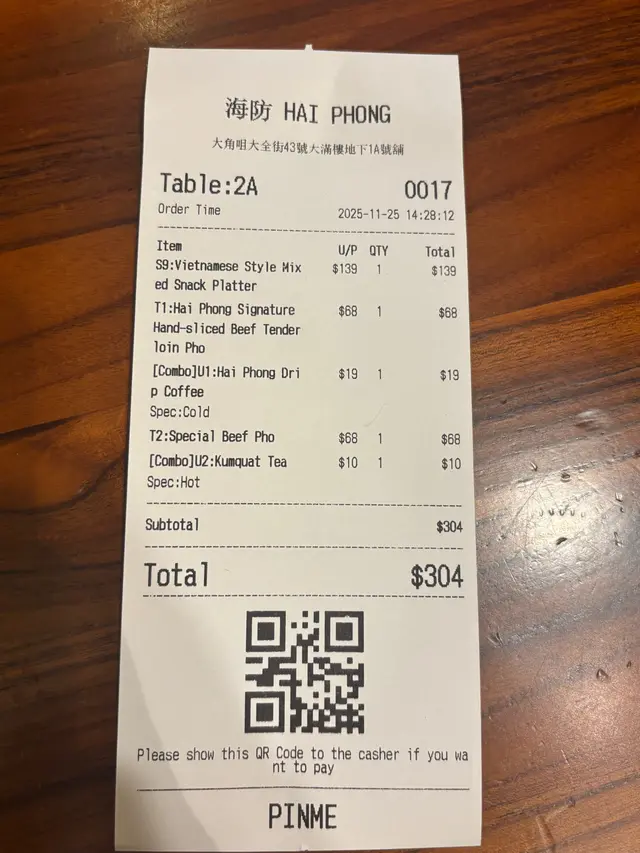 海防 HAI PHONG
大角咀大全街43號大滿樓地下1A號舖
Table:2A 0017
Order Time 2025-11-25 14:28:12
Item U/P QTY Total
S9:Vietnamese Style Mix $139 1 $139
ed Snack Platter
T1:Hai Phong Signature $68 1 $68
Hand-sliced Beef Tender
loin Pho
[Combo]U1:Hai Phong Dri $19 1 $19
p Coffee
Spec:Cold
T2:Special Beef Pho $68 1 $68
[Combo]U2:Kumquat Tea $10 1 $10
Spec:Hot
Subtotal $304
Total $304
Please show this QR Code to the casher if you wa
nt to pay
PINME